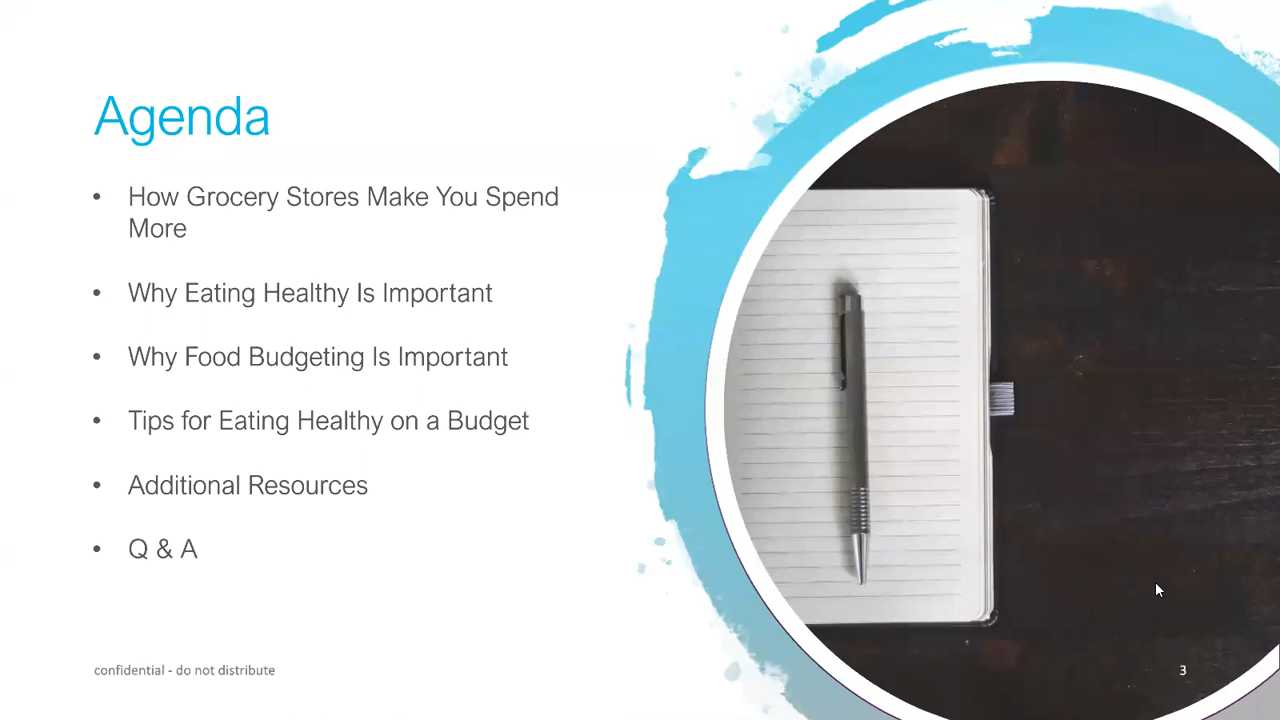 Agenda
• How Grocery Stores Make You Spend
More
• Why Eating Healthy Is Important
• Why Food Budgeting Is Important
• Tips for Eating Healthy on a Budget
• Additional Resources
• Q & A
confidential - do not distribute
3